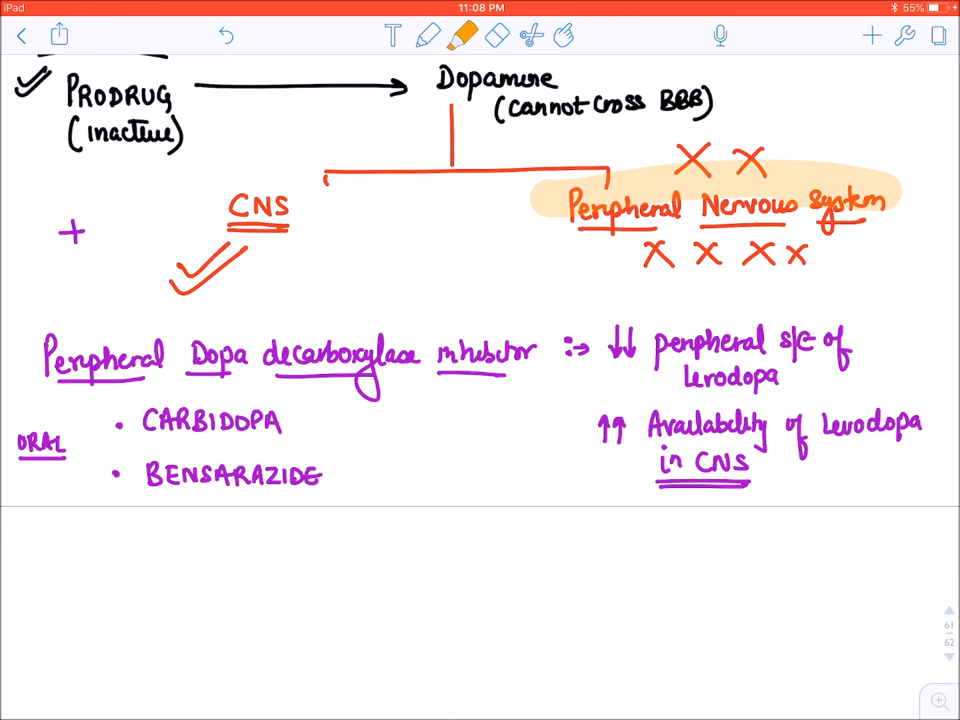 iPad 11:08 PM 55%
T
PRODRUG
(inactive)
Dopamine
(cannot cross BBB)
CNS
Peripheral Nervous System
+
Peripheral Dopa decarboxylase inhibitor :→ ↓↓ peripheral s/E of
levodopa
ORAL
• CARBIDOPA
• BENSARAZIDE
↑↑ Availability of levodopa
in CNS
61
62